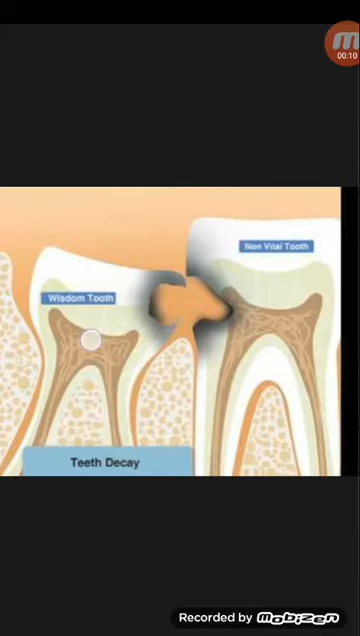 00:10
Non Vital Tooth
Wisdom Tooth
Teeth Decay
Recorded by Mobizen